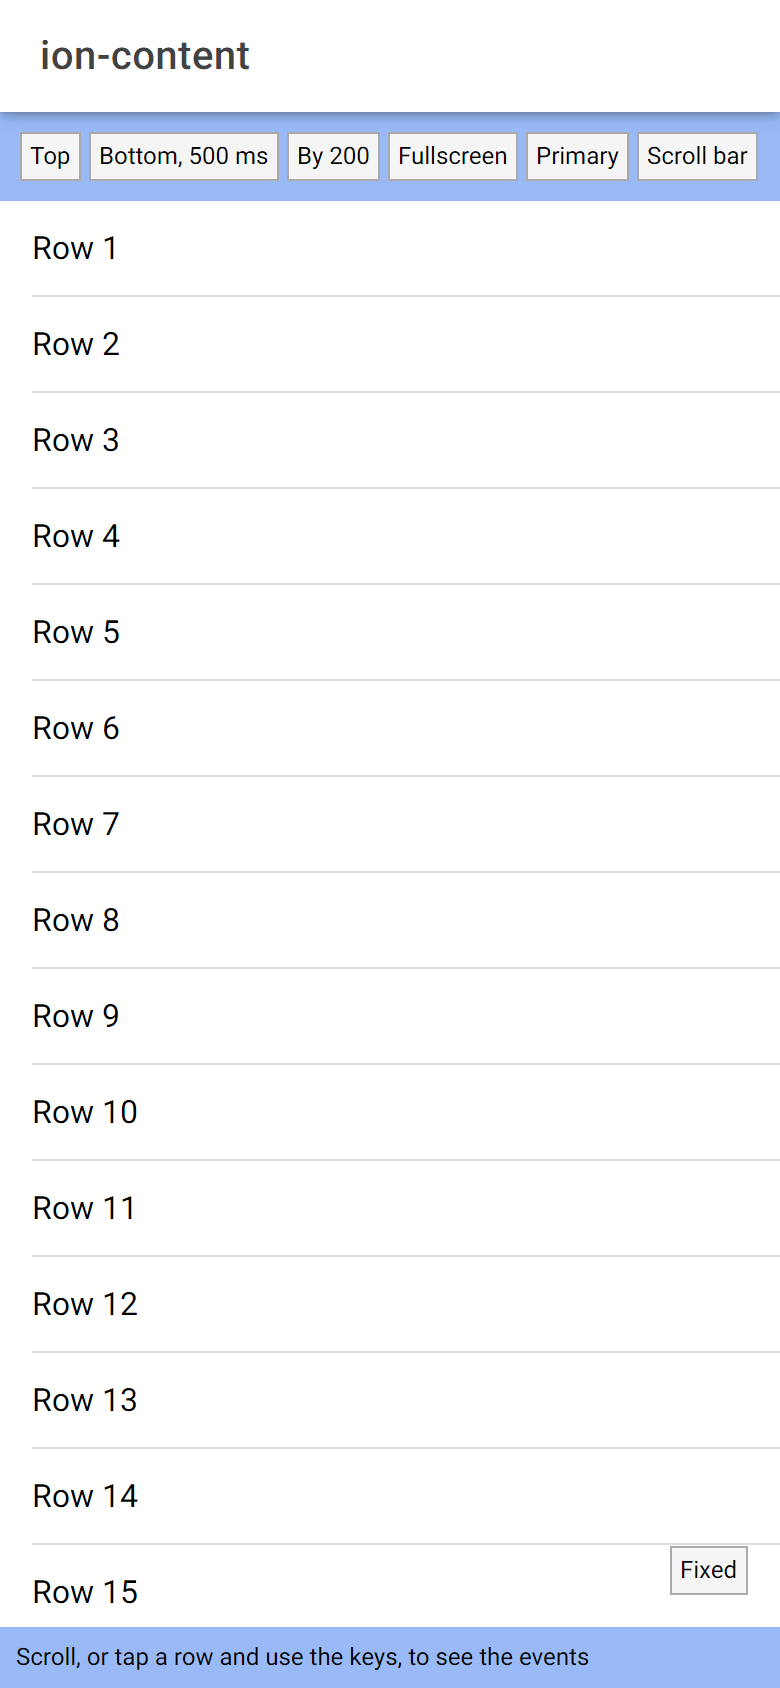 ion-content
Top Bottom, 500 ms By 200 Fullscreen Primary Scroll bar
Row 1
Row 2
Row 3
Row 4
Row 5
Row 6
Row 7
Row 8
Row 9
Row 10
Row 11
Row 12
Row 13
Row 14
Fixed
Row 15
Scroll, or tap a row and use the keys, to see the events